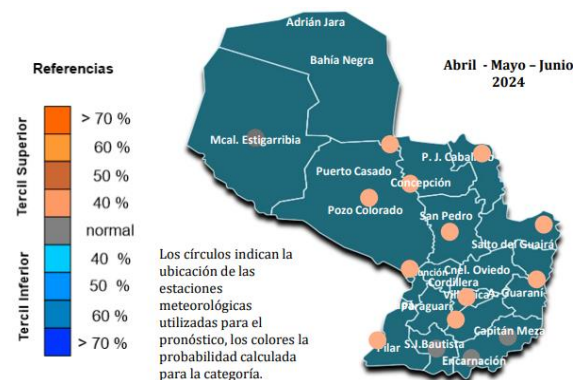 Referencias
Tercil Superior
Tercil Inferior
> 70 %
60 %
50 %
40 %
normal
40 %
50 %
60 %
> 70 %
Abril - Mayo – Junio
2024
Adrián Jara
Bahía Negra
Mcal. Estigarribia
P. J. Caballero
Puerto Casado
Concepción
Pozo Colorado
San Pedro
Salto del Guairá
Cnel. Oviedo
Cordillera
A. Guaraní
Paraguarí
Capitán Meza
Pilar
S.J.Bautista
Encarnación
Los círculos indican la
ubicación de las
estaciones
meteorológicas
utilizadas para el
pronóstico, los colores la
probabilidad calculada
para la categoría.